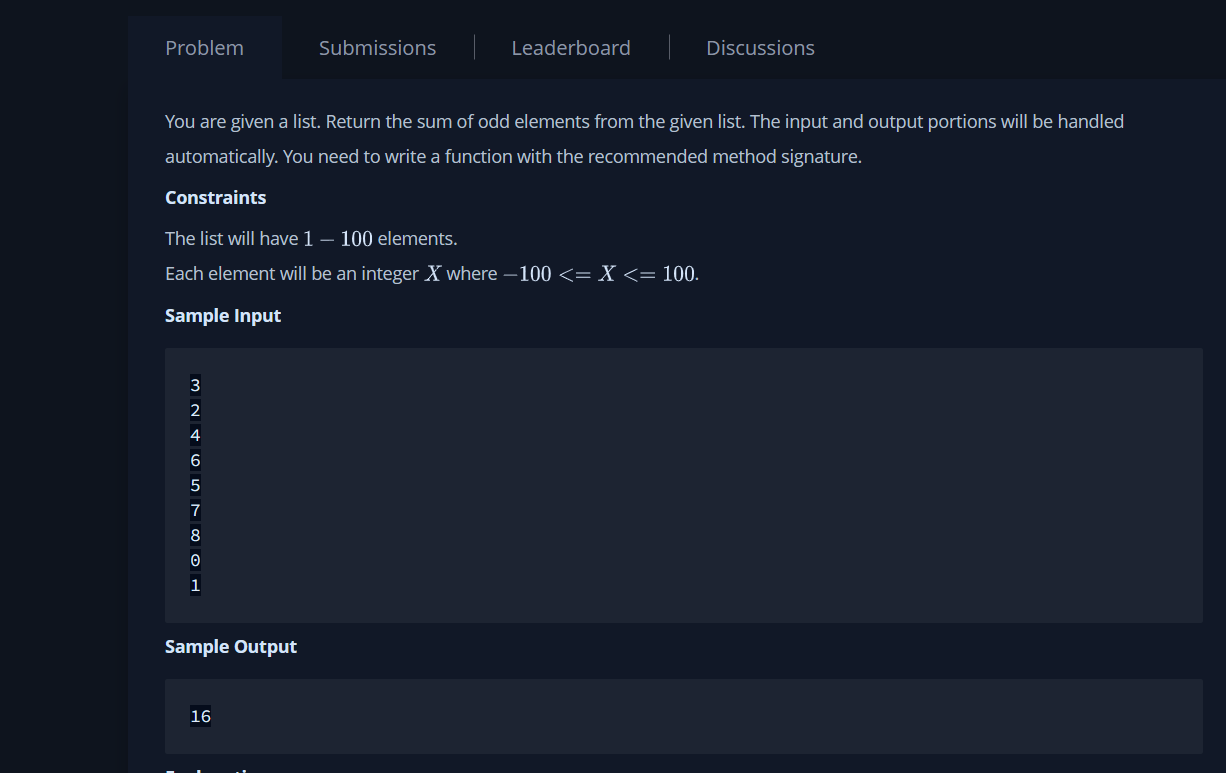 Problem
Submissions
Leaderboard
Discussions
You are given a list. Return the sum of odd elements from the given list. The input and output portions will be handled
automatically. You need to write a function with the recommended method signature.
Constraints
The list will have 1 − 100 elements.
Each element will be an integer X where −100 <= X <= 100.
Sample Input
3
2
4
6
5
7
8
0
1
Sample Output
16